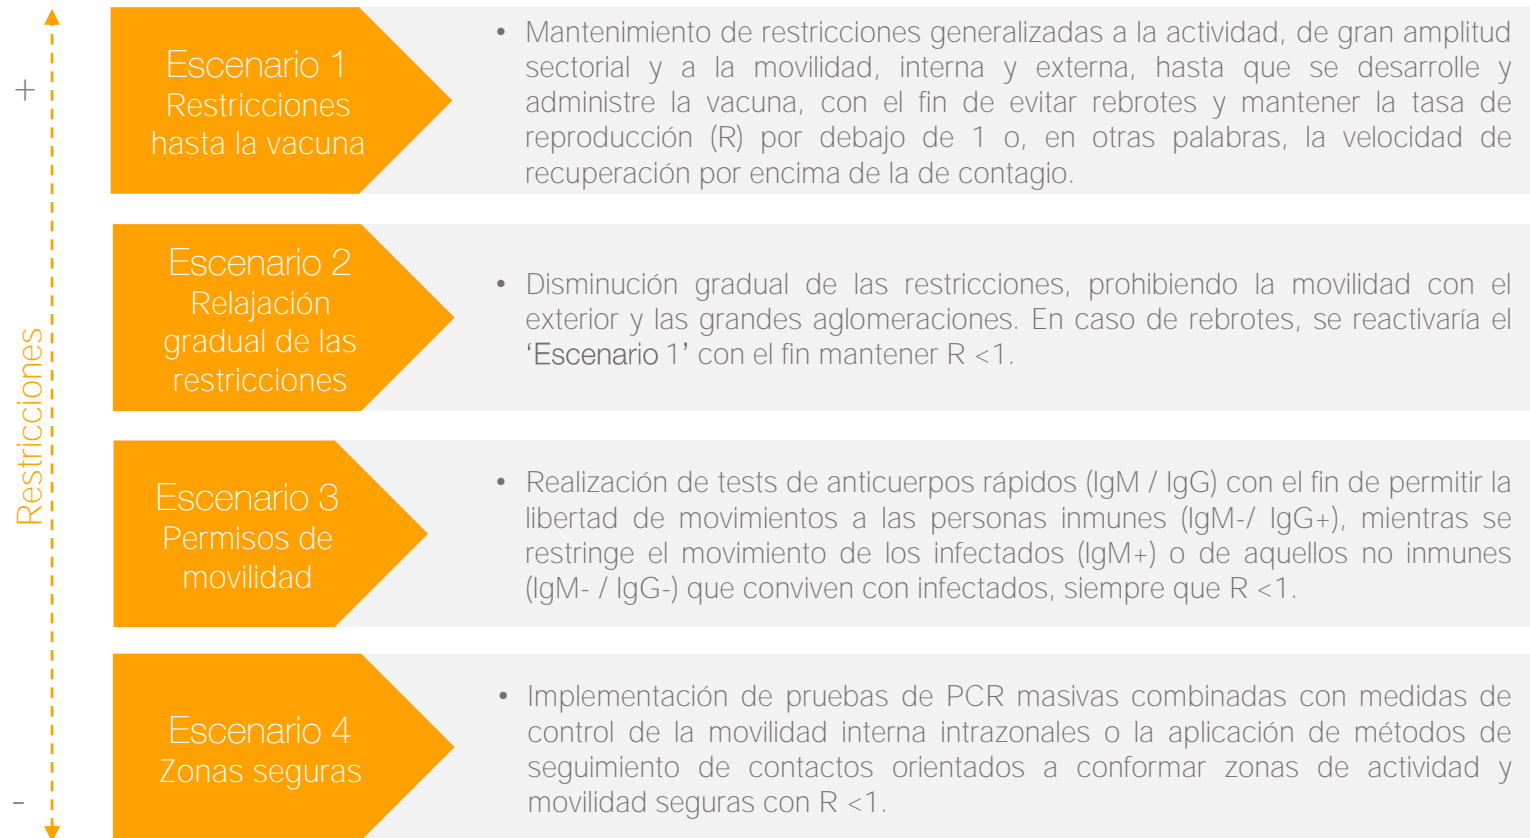 +
Restricciones
-
Escenario 1
Restricciones
hasta la vacuna
• Mantenimiento de restricciones generalizadas a la actividad, de gran amplitud
sectorial y a la movilidad, interna y externa, hasta que se desarrolle y
administre la vacuna, con el fin de evitar rebrotes y mantener la tasa de
reproducción (R) por debajo de 1 o, en otras palabras, la velocidad de
recuperación por encima de la de contagio.
Escenario 2
Relajación
gradual de las
restricciones
• Disminución gradual de las restricciones, prohibiendo la movilidad con el
exterior y las grandes aglomeraciones. En caso de rebrotes, se reactivaría el
‘Escenario 1’ con el fin mantener R <1.
Escenario 3
Permisos de
movilidad
• Realización de tests de anticuerpos rápidos (IgM / IgG) con el fin de permitir la
libertad de movimientos a las personas inmunes (IgM-/ IgG+), mientras se
restringe el movimiento de los infectados (IgM+) o de aquellos no inmunes
(IgM- / IgG-) que conviven con infectados, siempre que R <1.
Escenario 4
Zonas seguras
• Implementación de pruebas de PCR masivas combinadas con medidas de
control de la movilidad interna intrazonales o la aplicación de métodos de
seguimiento de contactos orientados a conformar zonas de actividad y
movilidad seguras con R <1.